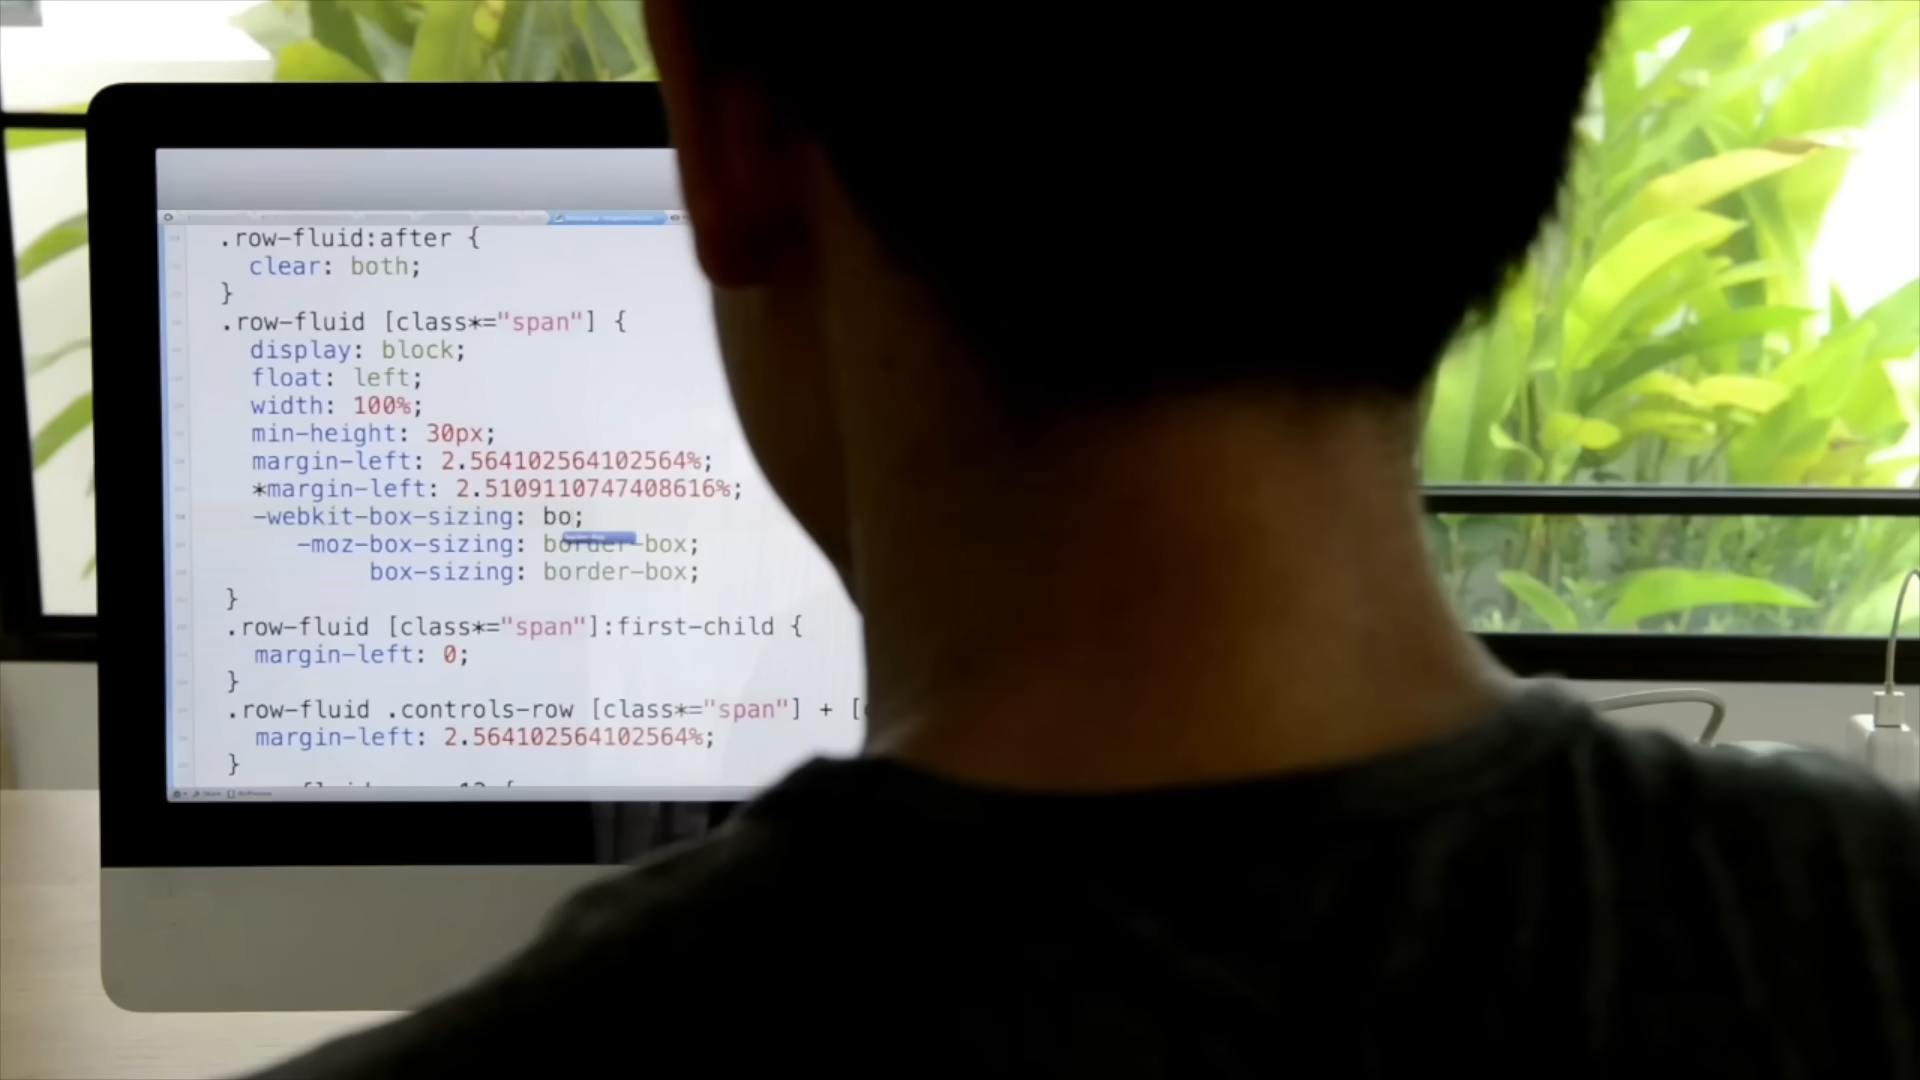 .row-fluid:after {
clear: both;
}
.row-fluid [class*="span"] {
display: block;
float: left;
width: 100%;
min-height: 30px;
margin-left: 2.564102564102564%;
*margin-left: 2.5109110747408616%;
-webkit-box-sizing: bo;
-moz-box-sizing: border-box;
box-sizing: border-box;
}
.row-fluid [class*="span"]:first-child {
margin-left: 0;
}
.row-fluid .controls-row [class*="span"] + [
margin-left: 2.564102564102564%;
}